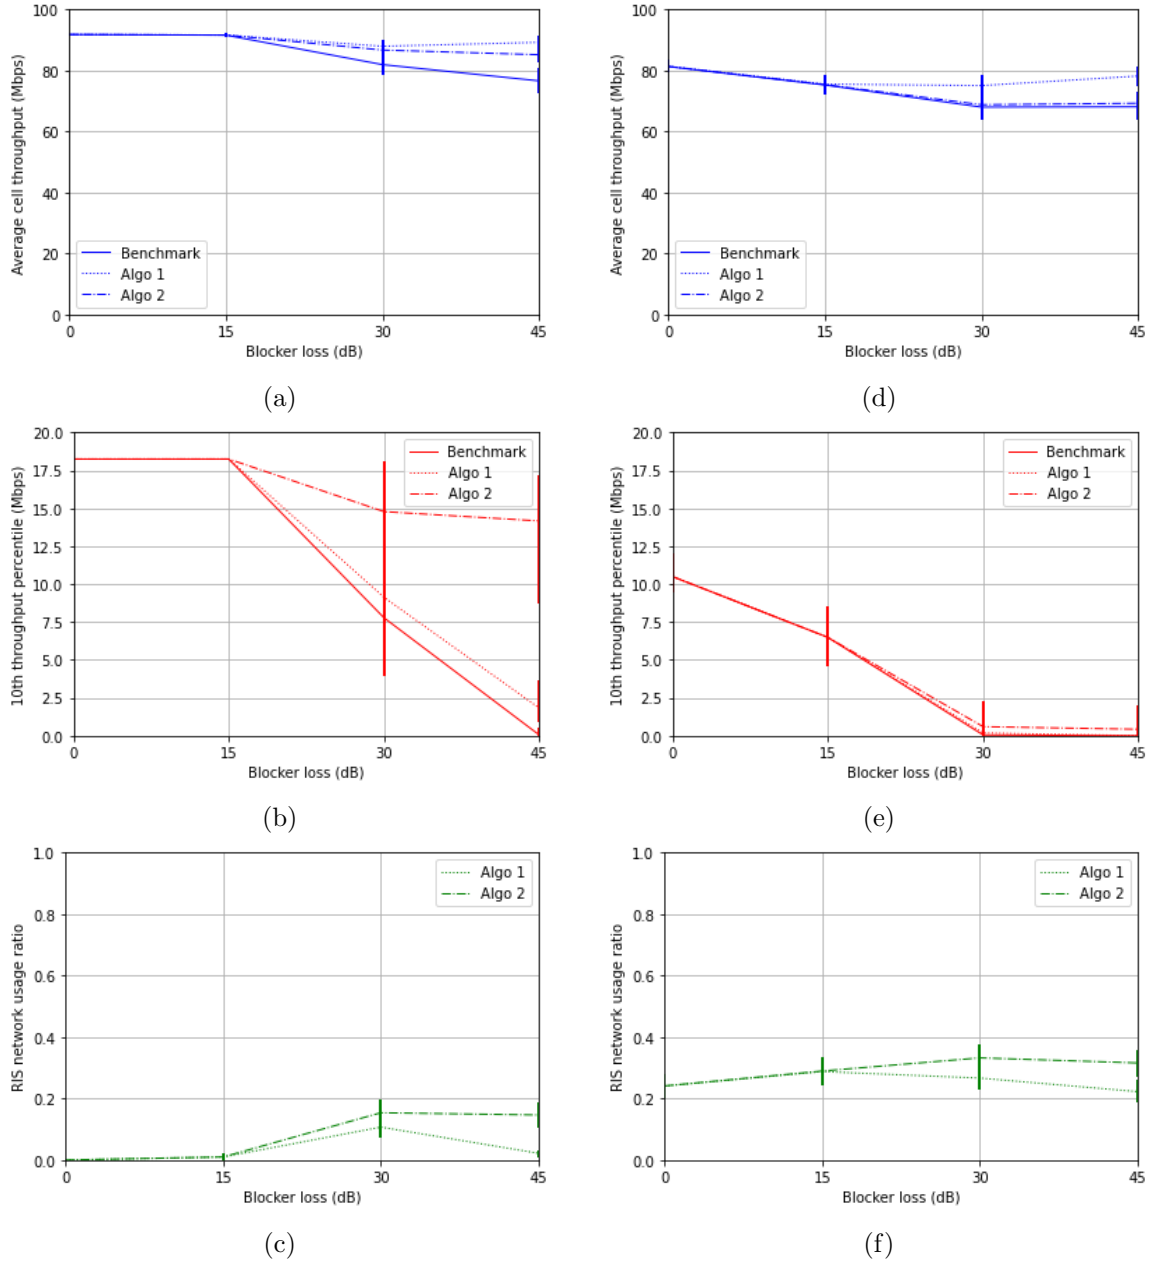 100
80
60
40
20
0
Average cell throughput (Mbps)
Benchmark
Algo 1
Algo 2
0 15 30 45
Blocker loss (dB)
(a)
100
80
60
40
20
0
Average cell throughput (Mbps)
Benchmark
Algo 1
Algo 2
0 15 30 45
Blocker loss (dB)
(d)
20.0
17.5
15.0
12.5
10.0
7.5
5.0
2.5
0.0
10th throughput percentile (Mbps)
Benchmark
Algo 1
Algo 2
0 15 30 45
Blocker loss (dB)
(b)
20.0
17.5
15.0
12.5
10.0
7.5
5.0
2.5
0.0
10th throughput percentile (Mbps)
Benchmark
Algo 1
Algo 2
0 15 30 45
Blocker loss (dB)
(e)
1.0
0.8
0.6
0.4
0.2
0.0
RIS network usage ratio
Algo 1
Algo 2
0 15 30 45
Blocker loss (dB)
(c)
1.0
0.8
0.6
0.4
0.2
0.0
RIS network usage ratio
Algo 1
Algo 2
0 15 30 45
Blocker loss (dB)
(f)